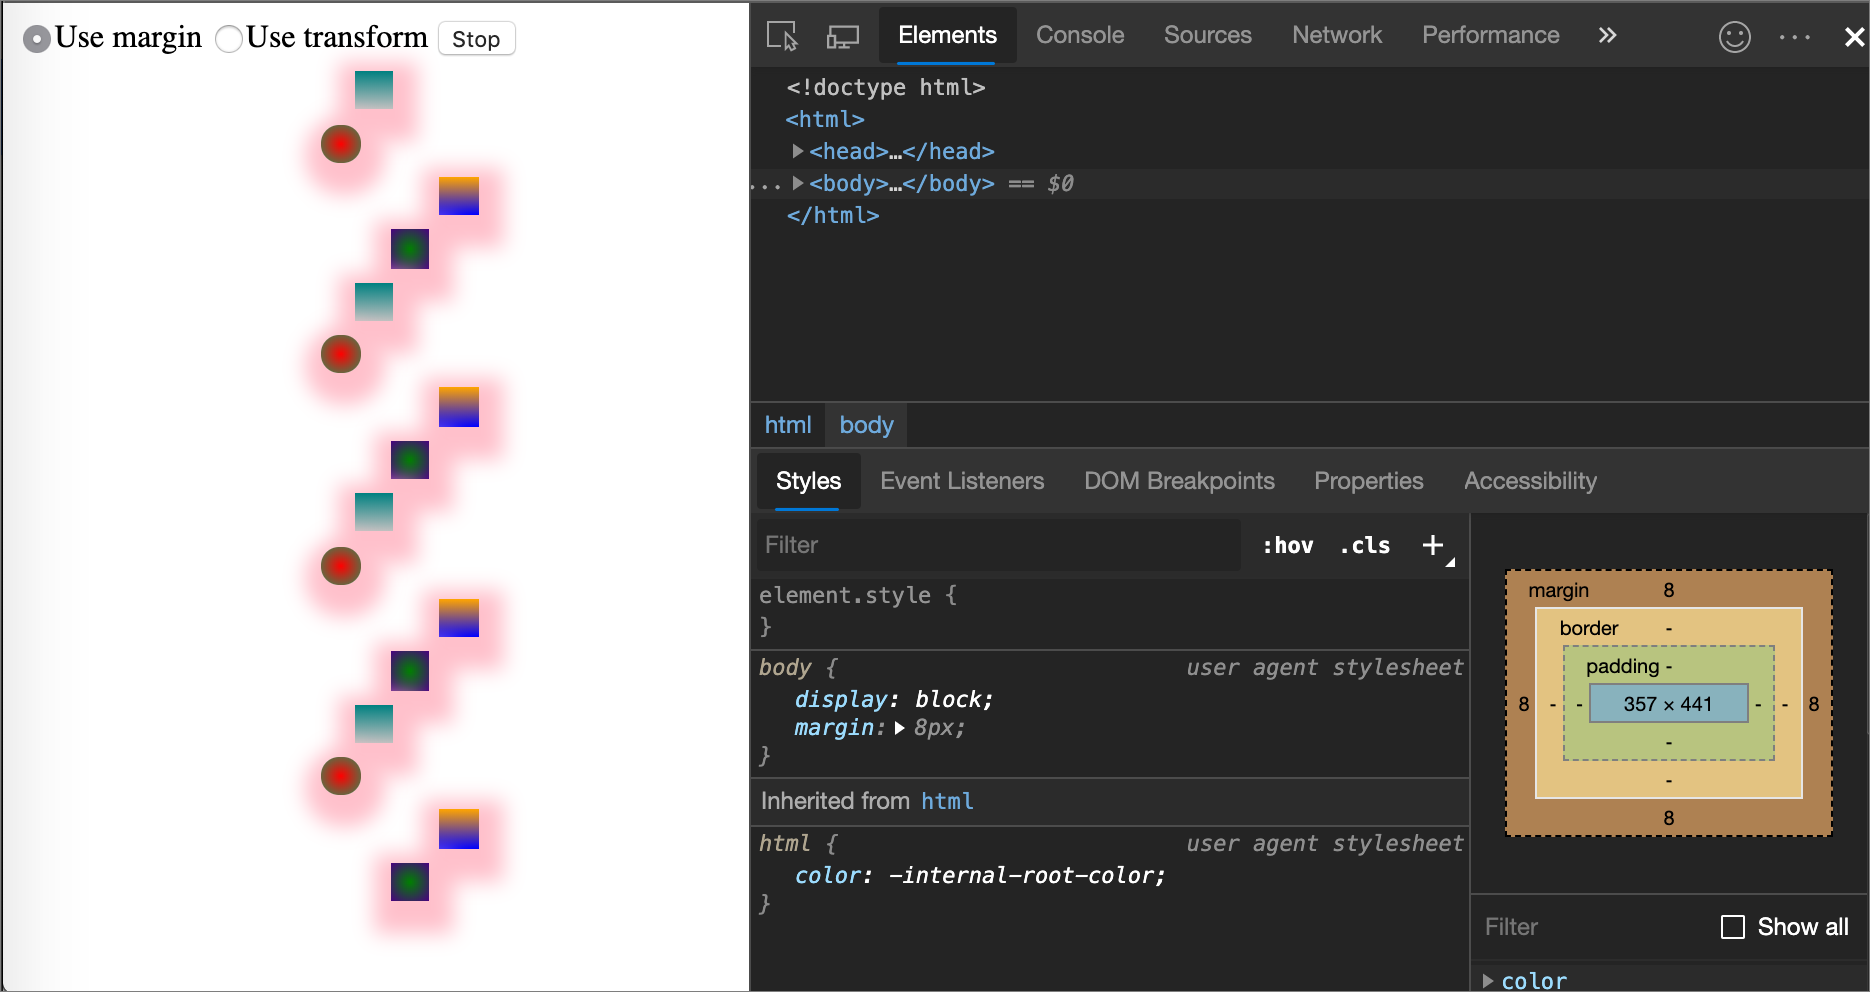 Use margin Use transform Stop
Elements Console Sources Network Performance »
<!doctype html>
<html>
▶<head>…</head>
... ▶<body>…</body> == $0
</html>
html body
Styles Event Listeners DOM Breakpoints Properties Accessibility
Filter :hov .cls +
element.style {
}
body { user agent stylesheet
display: block;
margin: ▶ 8px;
}
Inherited from html
html { user agent stylesheet
color: -internal-root-color;
}
margin 8
border -
padding -
8 - - 357 × 441 - - 8
-
-
8
Filter Show all
▶ color